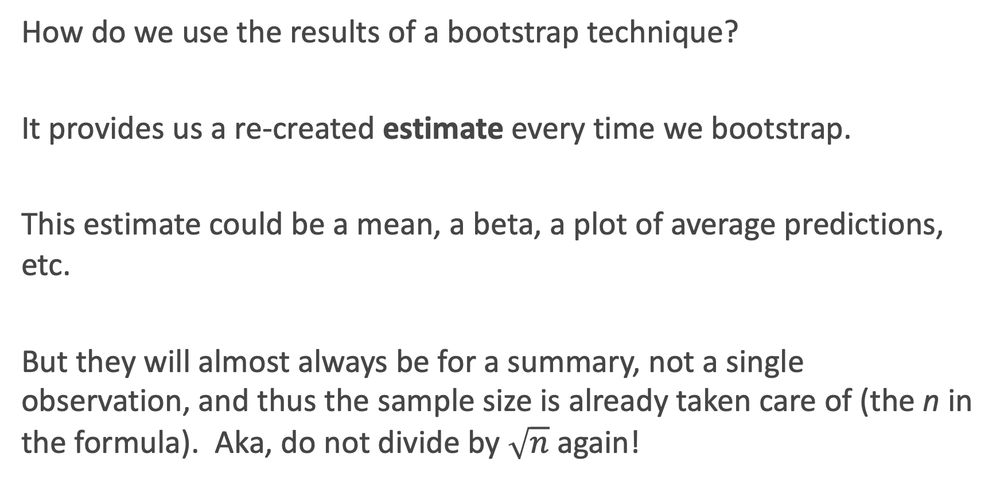 How do we use the results of a bootstrap technique?
It provides us a re-created estimate every time we bootstrap.
This estimate could be a mean, a beta, a plot of average predictions,
etc.
But they will almost always be for a summary, not a single
observation, and thus the sample size is already taken care of (the n in
the formula).  Aka, do not divide by √n again!